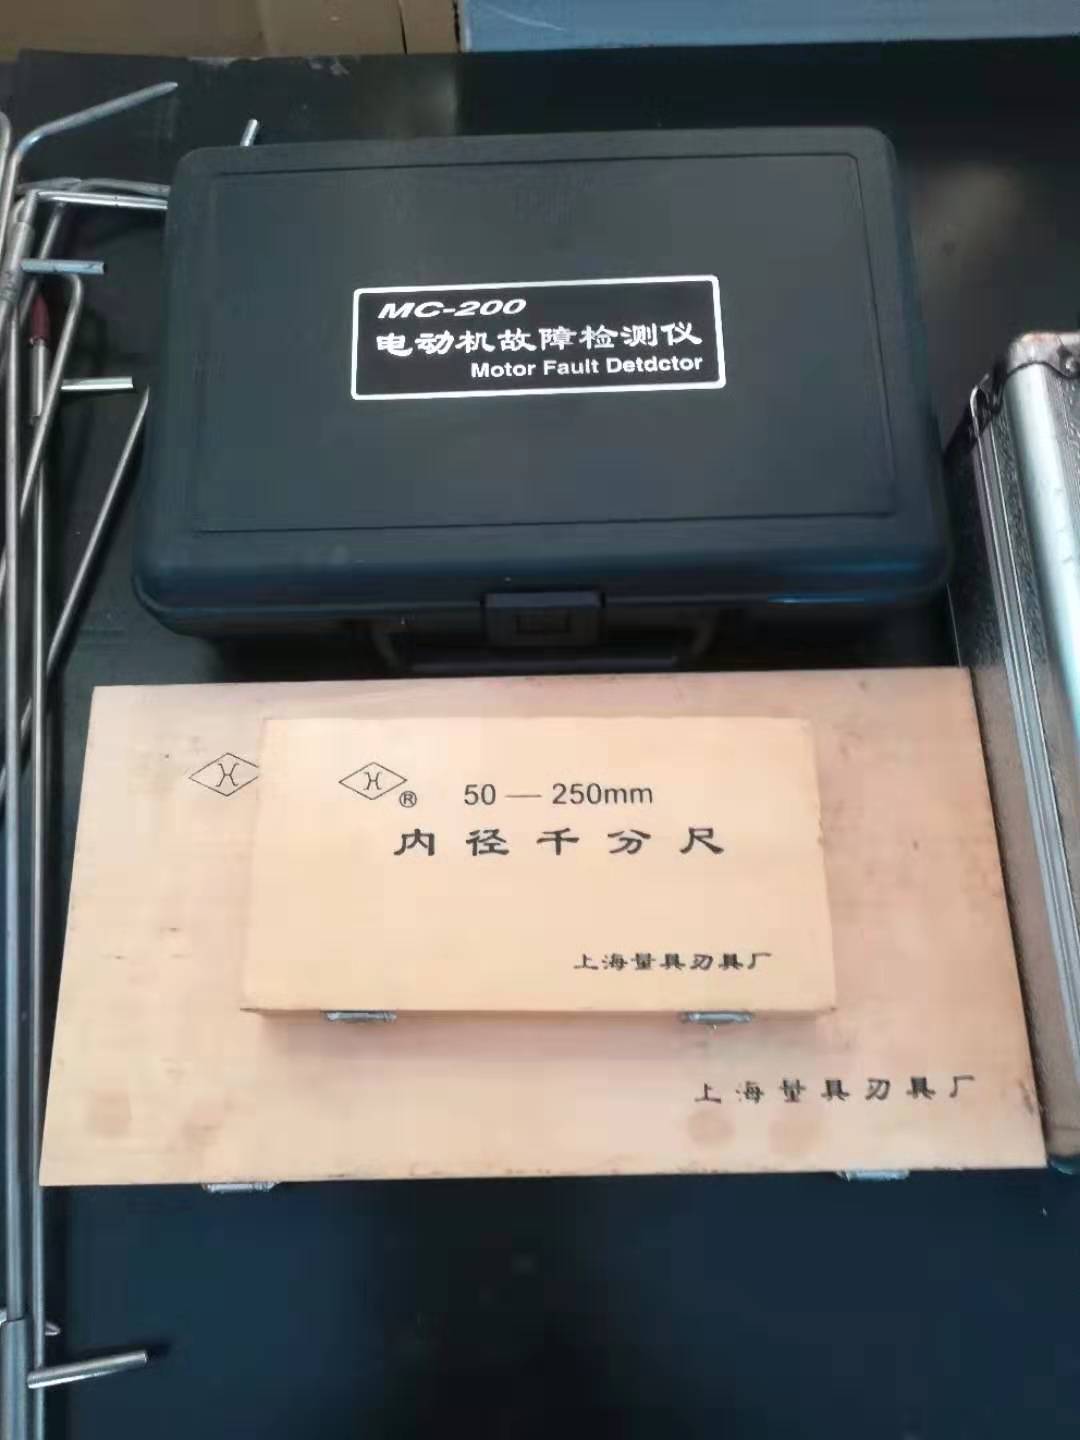 MC-200
电动机故障检测仪
Motor Fault Detdctor
® 50 — 250mm
内径千分尺
上海量具刃具厂
上海量具刃具厂